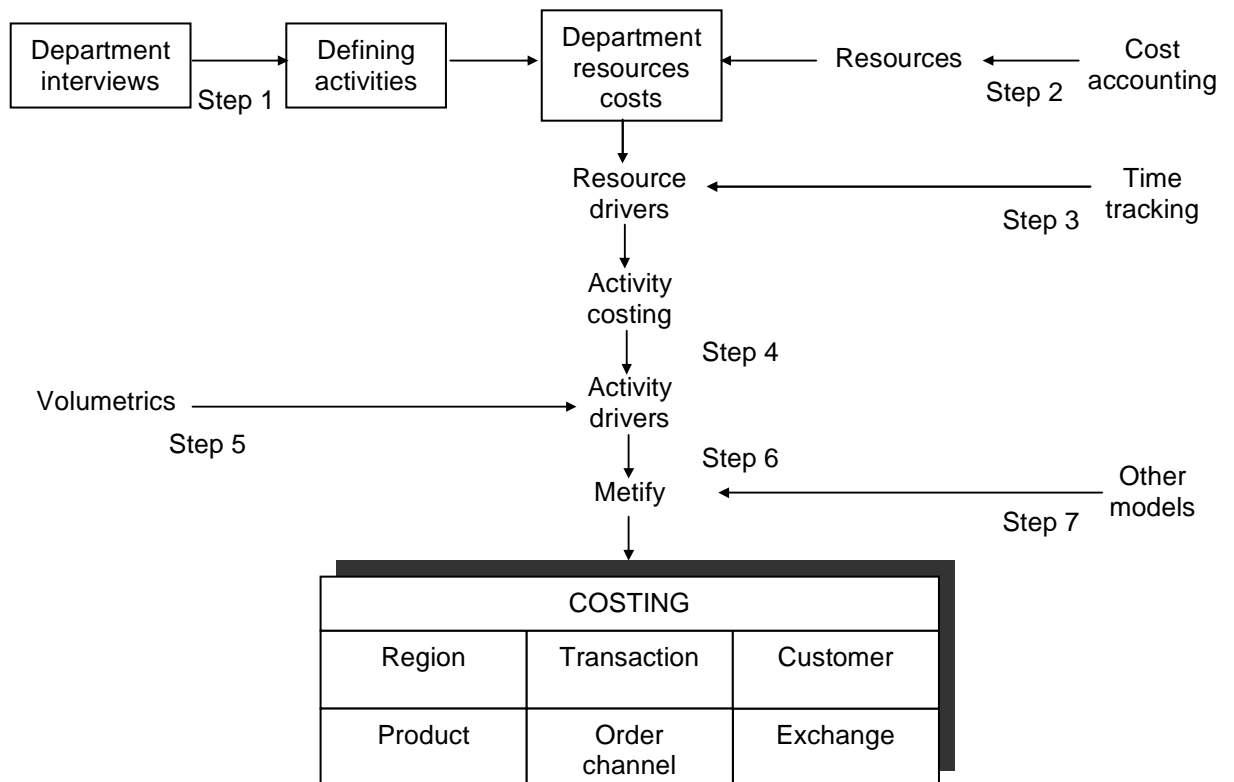 Department
interviews
Step 1
Defining
activities
Department
resources
costs
Resources
Step 2
Cost
accounting
Resource
drivers
Step 3
Time
tracking
Activity
costing
Step 4
Volumetrics
Step 5
Activity
drivers
Step 6
Metify
Step 7
Other
models
COSTING
Region
Transaction
Customer
Product
Order
channel
Exchange